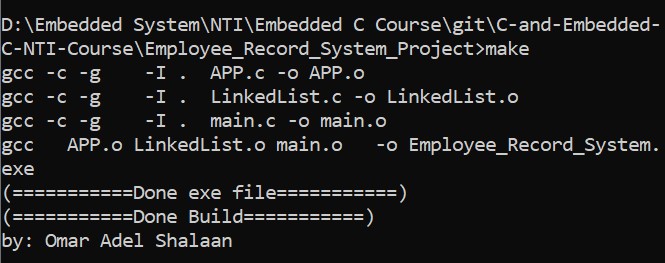 D:\Embedded System\NTI\Embedded C Course\git\C-and-Embedded-
C-NTI-Course\Employee_Record_System_Project>make
gcc -c -g    -I .  APP.c -o APP.o
gcc -c -g    -I .  LinkedList.c -o LinkedList.o
gcc -c -g    -I .  main.c -o main.o
gcc   APP.o LinkedList.o main.o   -o Employee_Record_System.
exe
(===========Done exe file===========)
(===========Done Build===========)
by: Omar Adel Shalaan